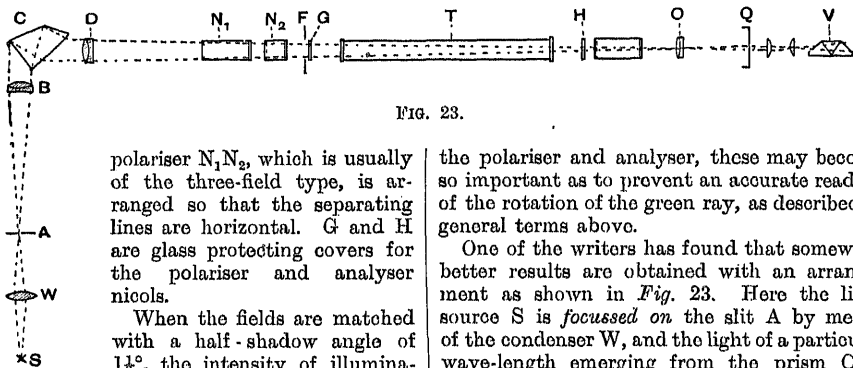 C D N₁ N₂ F G T H O Q V
B
A
W
S
FIG. 23.
polariser N₁N₂, which is usually
of the three-field type, is ar-
ranged so that the separating
lines are horizontal. G and H
are glass protecting covers for
the polariser and analyser
nicols.
When the fields are matched
with a half-shadow angle of
the intensity of illumina-
the polariser and analyser, these may beco
so important as to prevent an accurate read
of the rotation of the green ray, as described
general terms above.
One of the writers has found that somew
better results are obtained with an arran
ment as shown in Fig. 23. Here the li
source S is focussed on the slit A by me
of the condenser W, and the light of a particu
wave-length emerging from the prism C